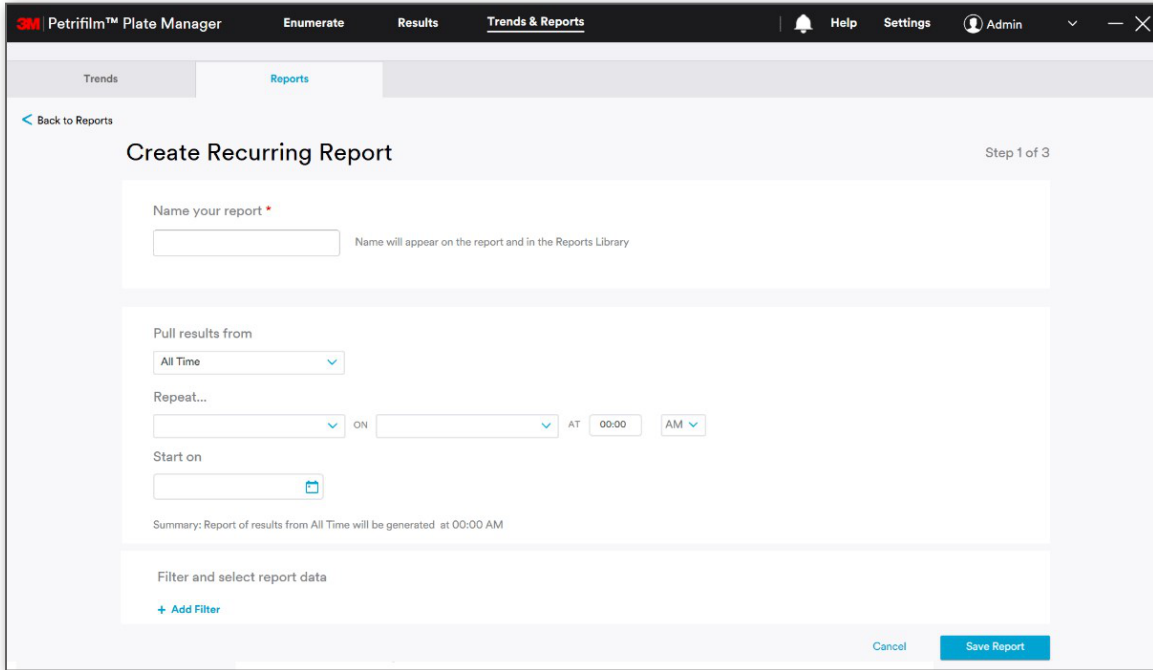 3M Petrifilm™ Plate Manager Enumerate Results Trends & Reports Help Settings Admin
Trends Reports
< Back to Reports
Create Recurring Report Step 1 of 3
Name your report *
Name will appear on the report and in the Reports Library
Pull results from
All Time
Repeat...
ON AT 00:00 AM
Start on
Summary: Report of results from All Time will be generated at 00:00 AM
Filter and select report data
+ Add Filter
Cancel Save Report